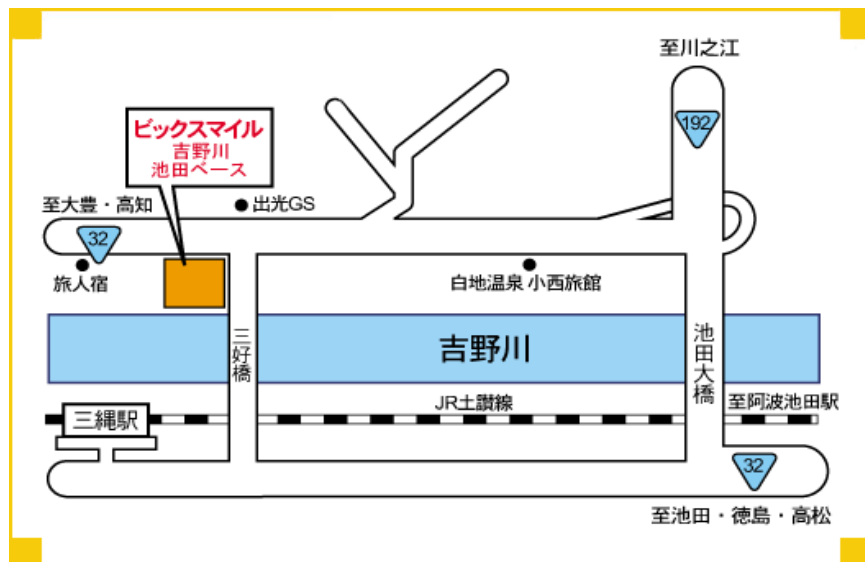 至川之江
192
ビックスマイル
吉野川
池田ベース
至大豊・高知
出光GS
32
旅人宿
白地温泉 小西旅館
三好橋
吉野川
池田大橋
JR土讃線
至阿波池田駅
三縄駅
32
至池田・徳島・高松